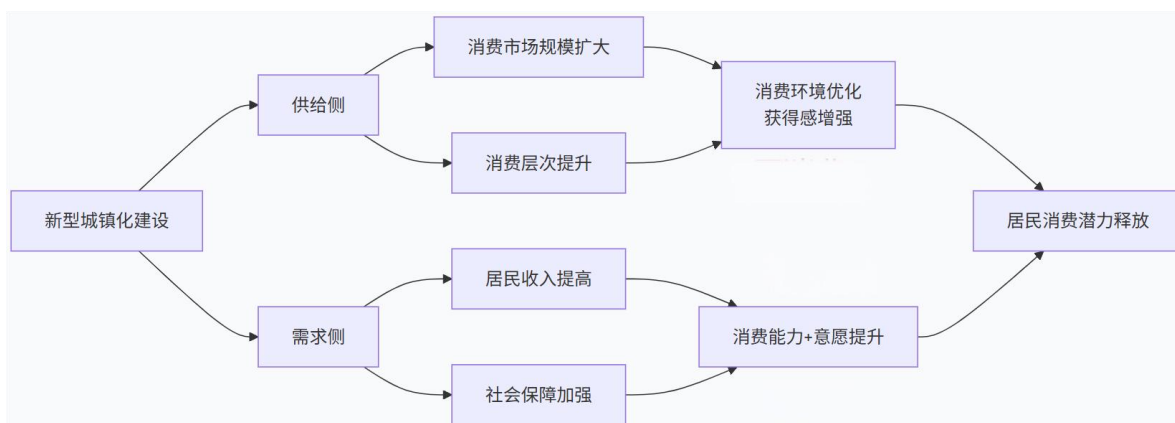 消费市场规模扩大
供给侧
消费环境优化
获得感增强
消费层次提升
新型城镇化建设
居民消费潜力释放
居民收入提高
需求侧
消费能力+意愿提升
社会保障加强